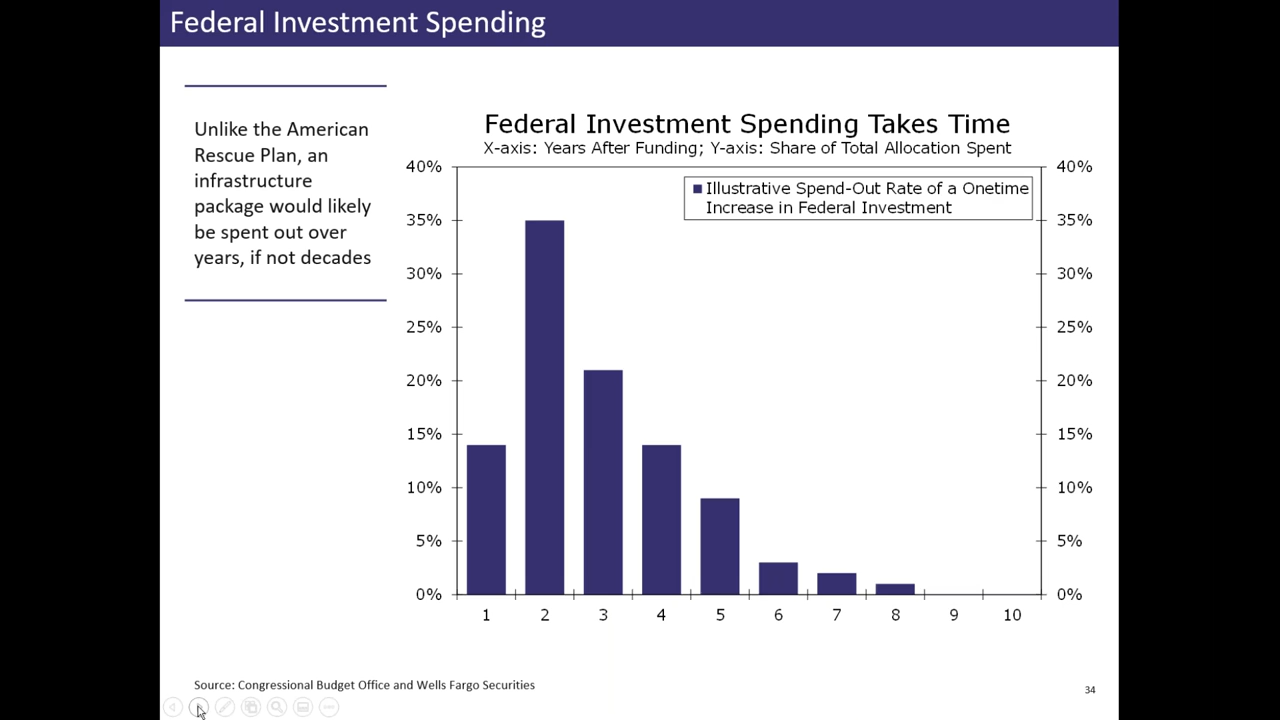 Federal Investment Spending
Unlike the American
Rescue Plan, an
infrastructure
package would likely
be spent out over
years, if not decades
Federal Investment Spending Takes Time
X-axis: Years After Funding; Y-axis: Share of Total Allocation Spent
40% 40%
Illustrative Spend-Out Rate of a Onetime
Increase in Federal Investment
35% 35%
30% 30%
25% 25%
20% 20%
15% 15%
10% 10%
5% 5%
0% 0%
1 2 3 4 5 6 7 8 9 10
Source: Congressional Budget Office and Wells Fargo Securities
34